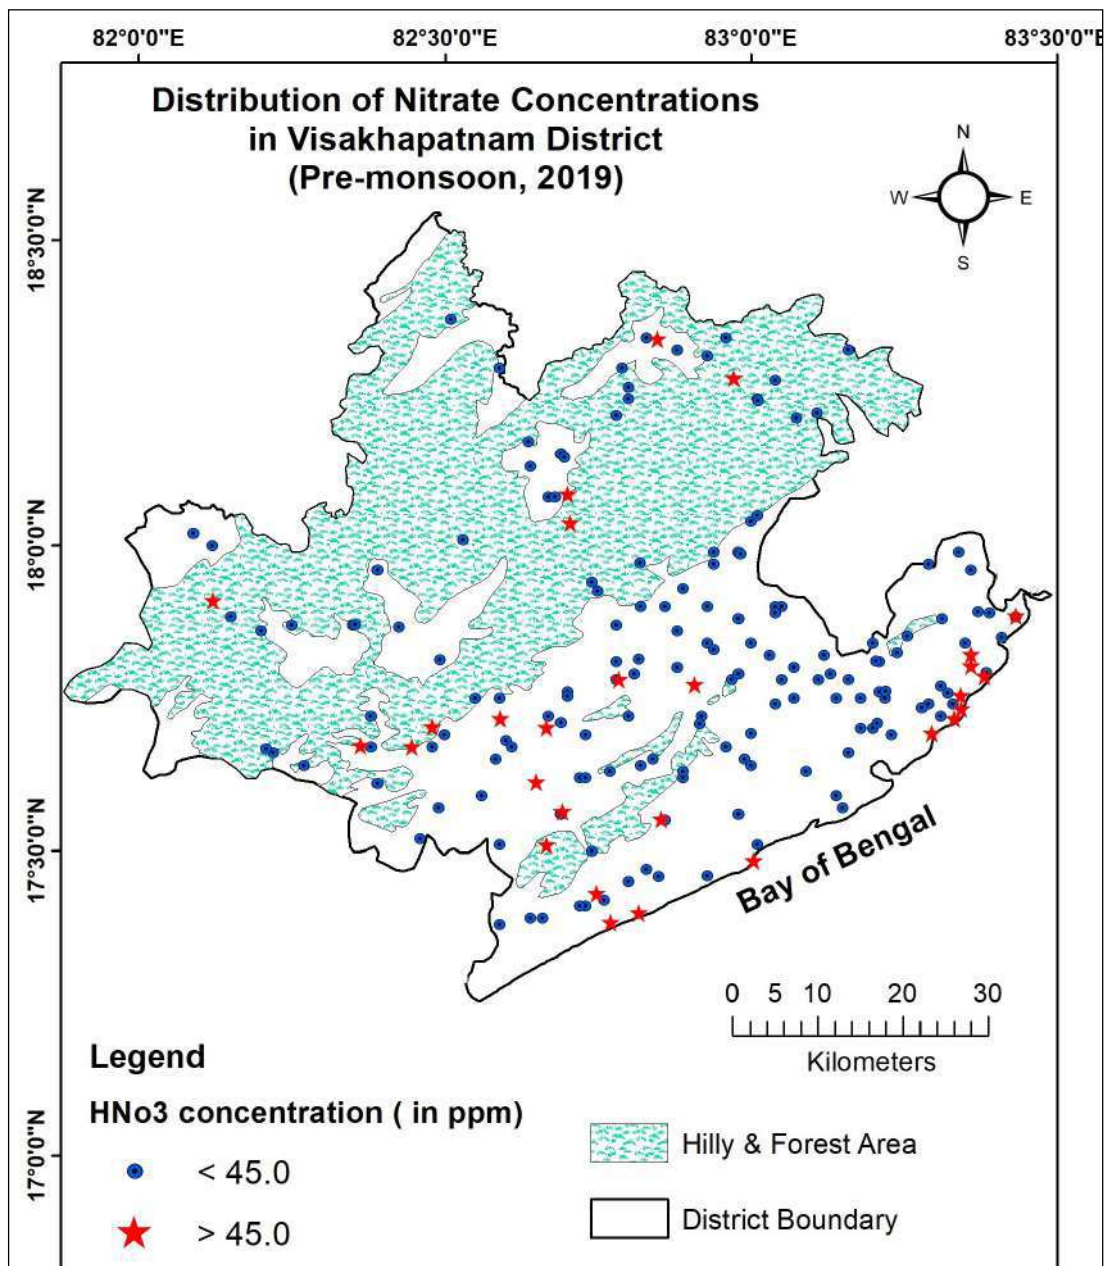 82°0'0"E 82°30'0"E 83°0'0"E 83°30'0"E
Distribution of Nitrate Concentrations
in Visakhapatnam District
(Pre-monsoon, 2019)
N
W E
S
18°30'0"N
18°0'0"N
17°30'0"N
17°0'0"N
Bay of Bengal
0 5 10 20 30
Kilometers
Legend
HNo3 concentration ( in ppm)
< 45.0
> 45.0
Hilly & Forest Area
District Boundary